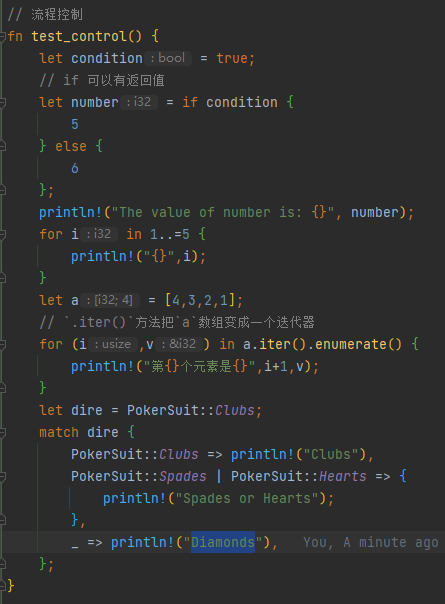 // 流程控制
fn test_control() {
    let condition: bool = true;
    // if 可以有返回值
    let number: i32 = if condition {
        5
    } else {
        6
    };
    println!("The value of number is: {}", number);
    for i: i32 in 1..=5 {
        println!("{}",i);
    }
    let a: [i32; 4] = [4,3,2,1];
    // `.iter()`方法把`a`数组变成一个迭代器
    for (i: usize,v: &i32) in a.iter().enumerate() {
        println!("第{}个元素是{}",i+1,v);
    }
    let dire = PokerSuit::Clubs;
    match dire {
        PokerSuit::Clubs => println!("Clubs"),
        PokerSuit::Spades | PokerSuit::Hearts => {
            println!("Spades or Hearts");
        },
        _ => println!("Diamonds"),    You, A minute ago
    };
}